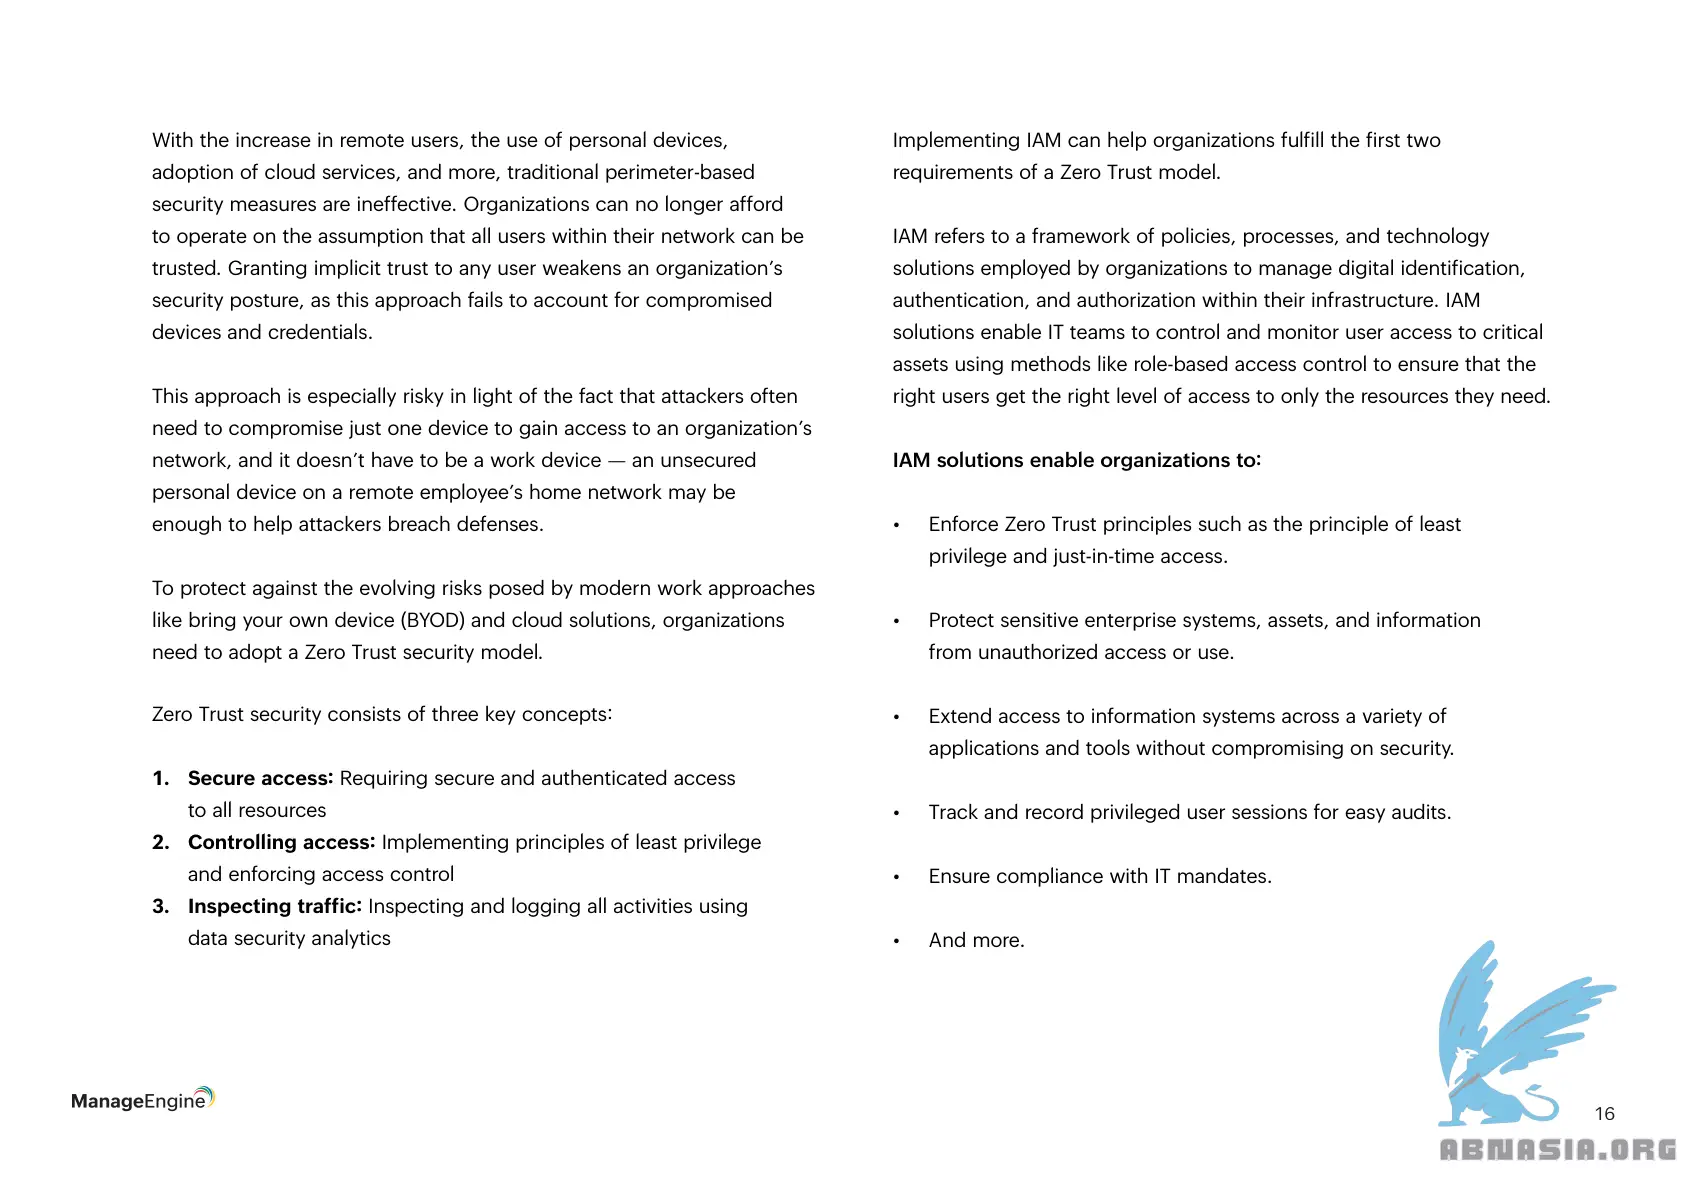 With the increase in remote users, the use of personal devices,
adoption of cloud services, and more, traditional perimeter-based
security measures are ineffective. Organizations can no longer afford
to operate on the assumption that all users within their network can be
trusted. Granting implicit trust to any user weakens an organization’s
security posture, as this approach fails to account for compromised
devices and credentials.
This approach is especially risky in light of the fact that attackers often
need to compromise just one device to gain access to an organization’s
network, and it doesn’t have to be a work device — an unsecured
personal device on a remote employee’s home network may be
enough to help attackers breach defenses.
To protect against the evolving risks posed by modern work approaches
like bring your own device (BYOD) and cloud solutions, organizations
need to adopt a Zero Trust security model.
Zero Trust security consists of three key concepts:
1. Secure access: Requiring secure and authenticated access
to all resources
2. Controlling access: Implementing principles of least privilege
and enforcing access control
3. Inspecting traffic: Inspecting and logging all activities using
data security analytics
Implementing IAM can help organizations fulfill the first two
requirements of a Zero Trust model.
IAM refers to a framework of policies, processes, and technology
solutions employed by organizations to manage digital identification,
authentication, and authorization within their infrastructure. IAM
solutions enable IT teams to control and monitor user access to critical
assets using methods like role-based access control to ensure that the
right users get the right level of access to only the resources they need.
IAM solutions enable organizations to:
• Enforce Zero Trust principles such as the principle of least
privilege and just-in-time access.
• Protect sensitive enterprise systems, assets, and information
from unauthorized access or use.
• Extend access to information systems across a variety of
applications and tools without compromising on security.
• Track and record privileged user sessions for easy audits.
• Ensure compliance with IT mandates.
• And more.
ManageEngine
16
ABNASIA.ORG